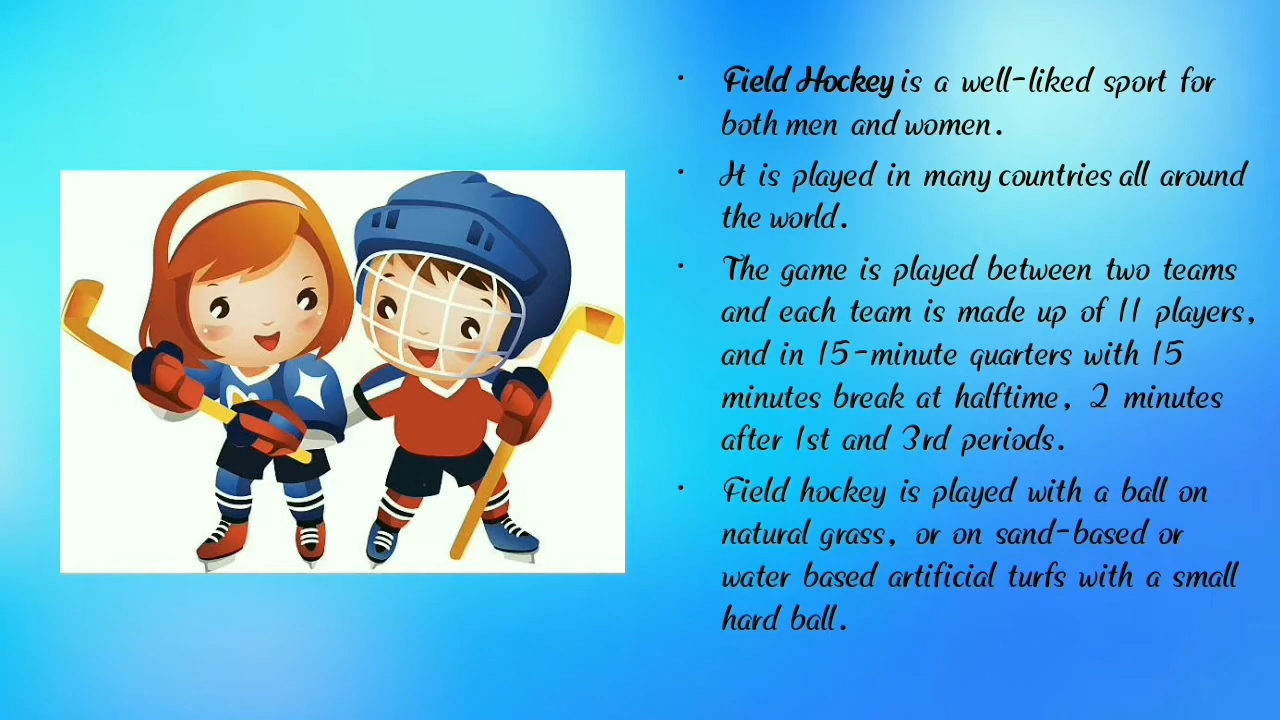 · Field Hockey is a well-liked sport for
both men and women.
· It is played in many countries all around
the world.
· The game is played between two teams
and each team is made up of 11 players,
and in 15-minute quarters with 15
minutes break at halftime, 2 minutes
after 1st and 3rd periods.
· Field hockey is played with a ball on
natural grass, or on sand-based or
water based artificial turfs with a small
hard ball.